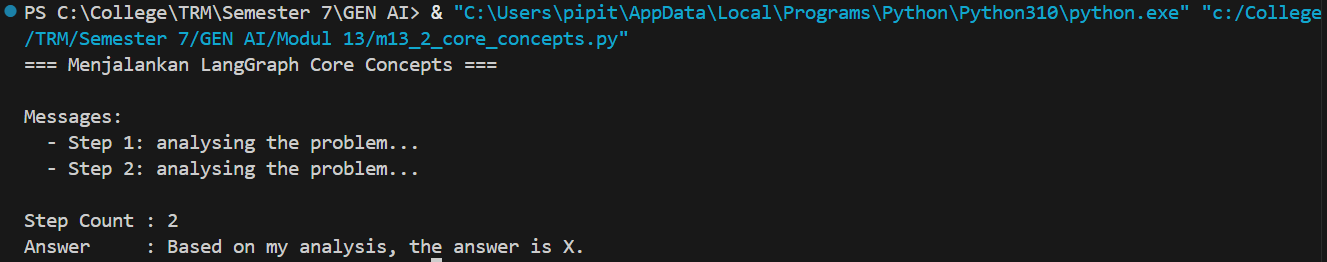 PS C:\College\TRM\Semester 7\GEN AI> & "C:\Users\pipit\AppData\Local\Programs\Python\Python310\python.exe" "c:/College
/TRM/Semester 7/GEN AI/Modul 13/m13_2_core_concepts.py"
=== Menjalankan LangGraph Core Concepts ===
Messages:
- Step 1: analysing the problem...
- Step 2: analysing the problem...
Step Count : 2
Answer     : Based on my analysis, the answer is X.